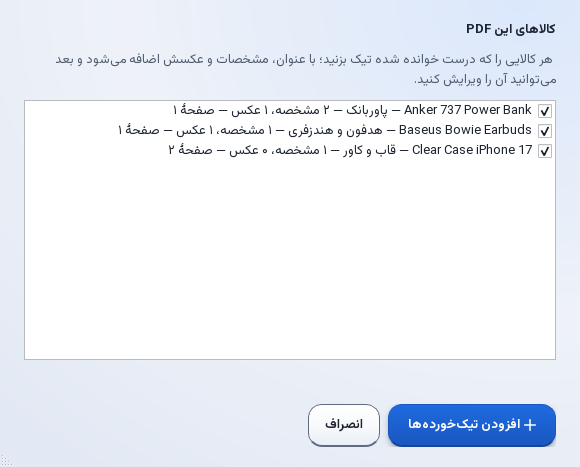 کالاهای این PDF
هر کالایی را که درست خوانده شده تیک بزنید؛ با عنوان، مشخصات و عکسش اضافه می‌شود و بعد
می‌توانید آن را ویرایش کنید.
Anker 737 Power Bank — پاوربانک — ۲ مشخصه، ۱ عکس — صفحهٔ ۱
Baseus Bowie Earbuds — هدفون و هندزفری — ۱ مشخصه، ۱ عکس — صفحهٔ ۱
Clear Case iPhone 17 — قاب و کاور — ۱ مشخصه، ۰ عکس — صفحهٔ ۲
افزودن تیک‌خورده‌ها
انصراف